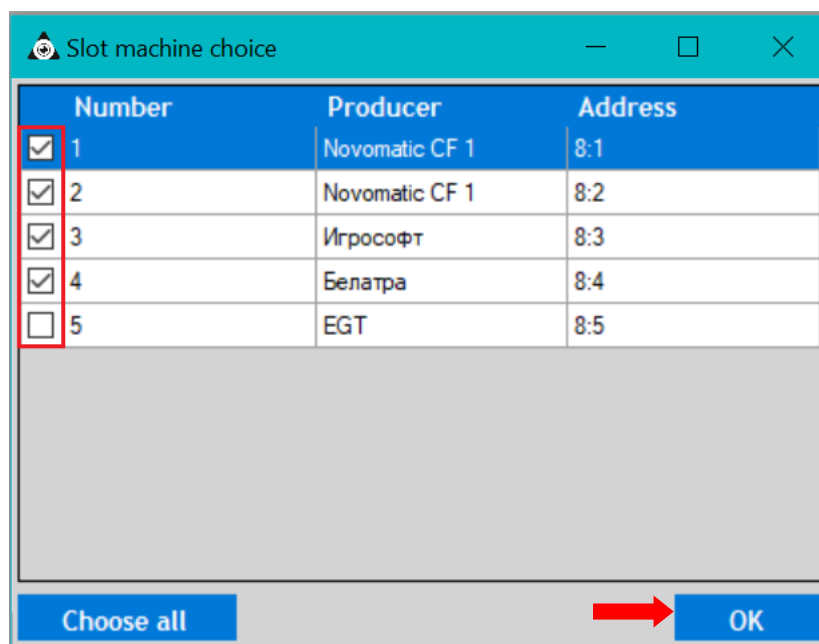 Slot machine choice
Number Producer Address
1 Novomatic CF 1 8:1
2 Novomatic CF 1 8:2
3 Игрософт 8:3
4 Белатра 8:4
5 EGT 8:5
Choose all OK